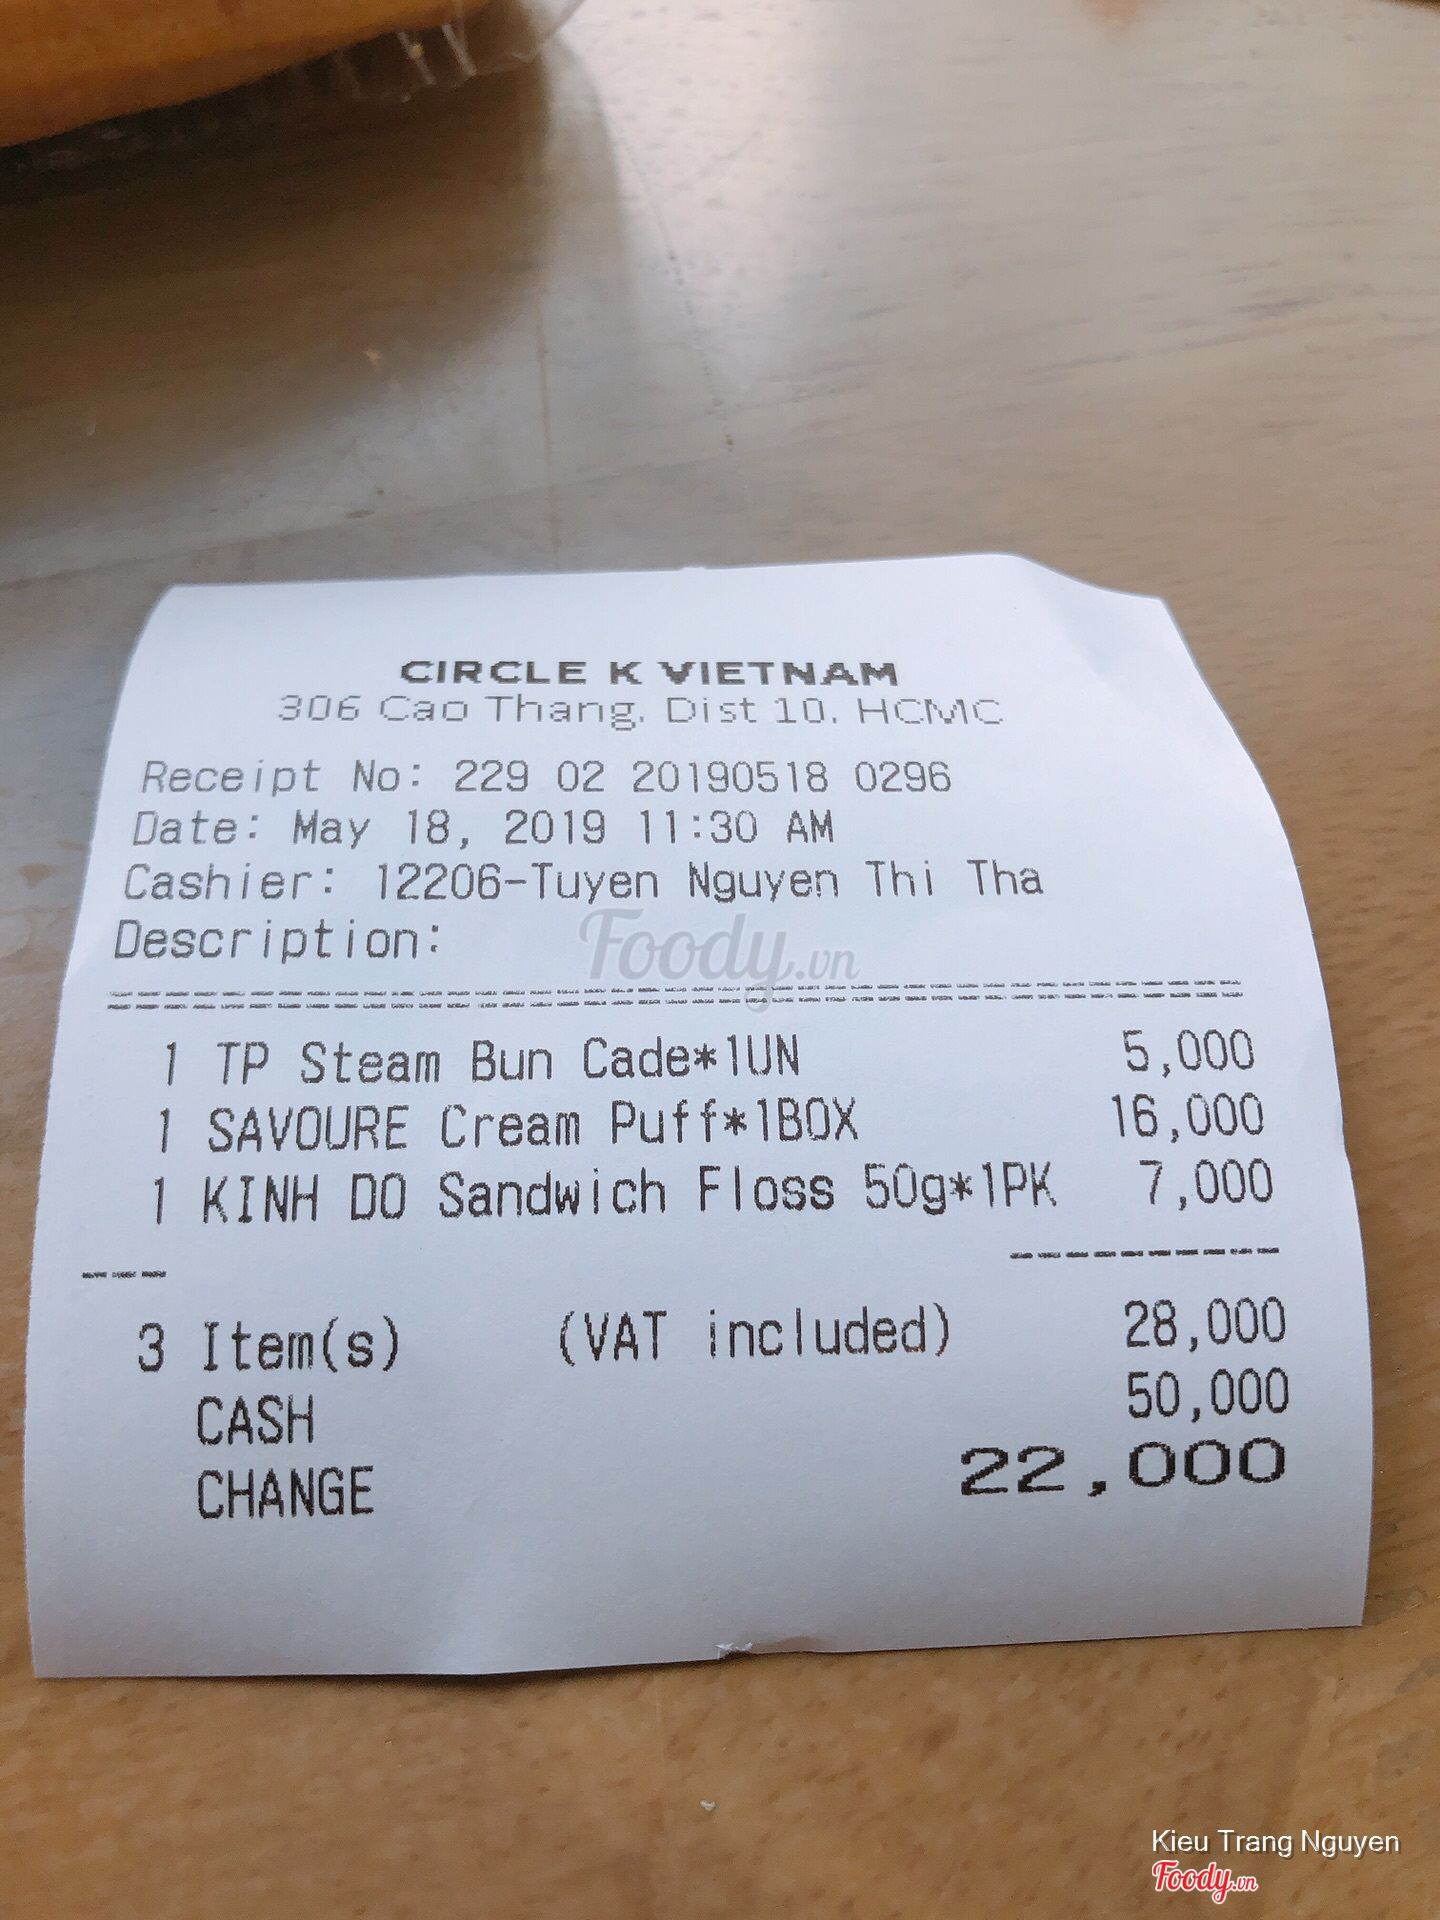 CIRCLE K VIETNAM
306 Cao Thang, Dist 10, HCMC
Receipt No: 229 02 20190518 0296
Date: May 18, 2019 11:30 AM
Cashier: 12206-Tuyen Nguyen Thi Tha
Description:
Foody.vn
1 TP Steam Bun Cade*1UN 5,000
1 SAVOURE Cream Puff*1BOX 16,000
1 KINH DO Sandwich Floss 50g*1PK 7,000
3 Item(s) (VAT included) 28,000
CASH 50,000
CHANGE 22,000
Kieu Trang Nguyen
Foody.vn